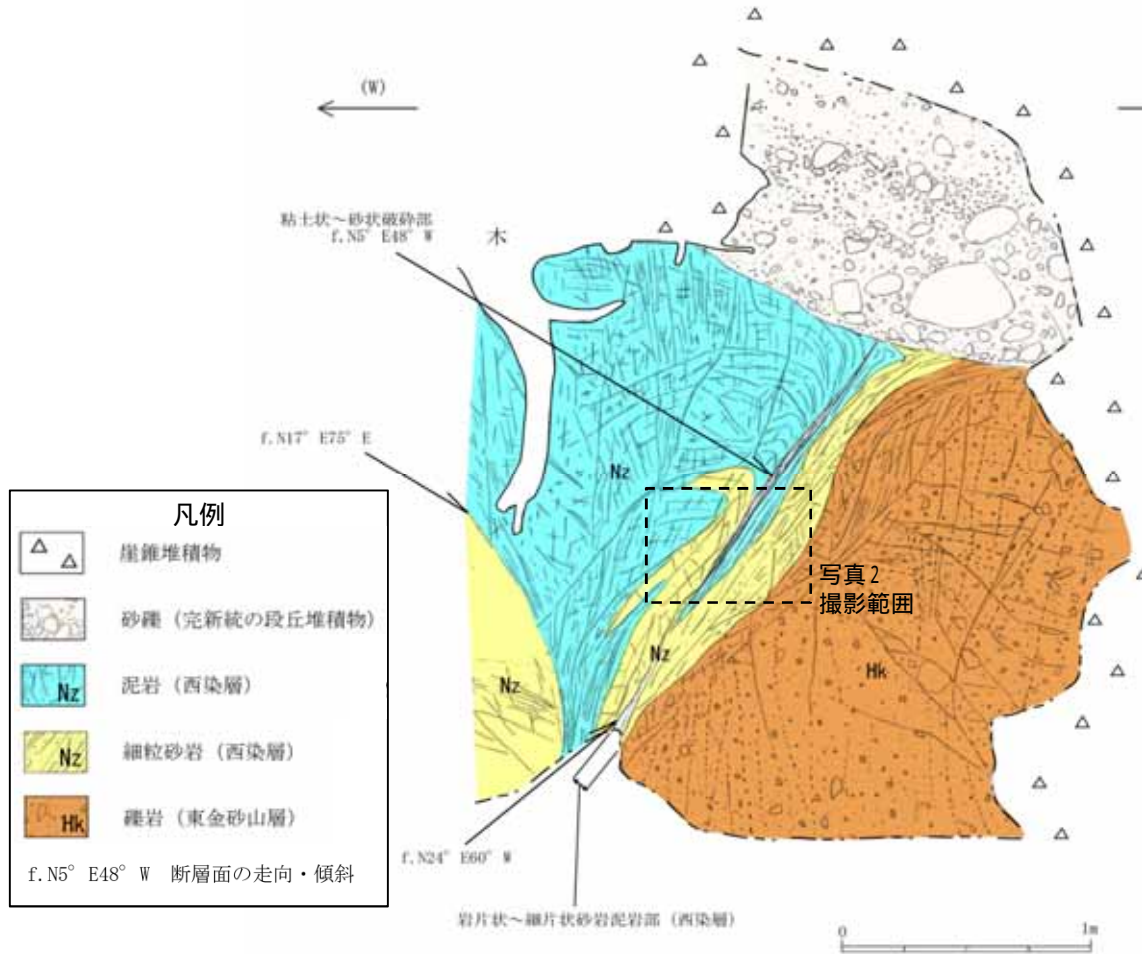 (W)
粘土状～砂状破砕部
f.N5° E48° W
木
f.N17° E75° E
Nz
写真2
撮影範囲
Nz
Nz
Hk
凡例
崖錐堆積物
砂礫（完新統の段丘堆積物）
Nz
泥岩（西染層）
Nz
細粒砂岩（西染層）
Hk
礫岩（東金砂山層）
f.N5° E48° W 断層面の走向・傾斜
f.N24° E60° W
岩片状～細片状砂岩泥岩部（西染層）
0
1m